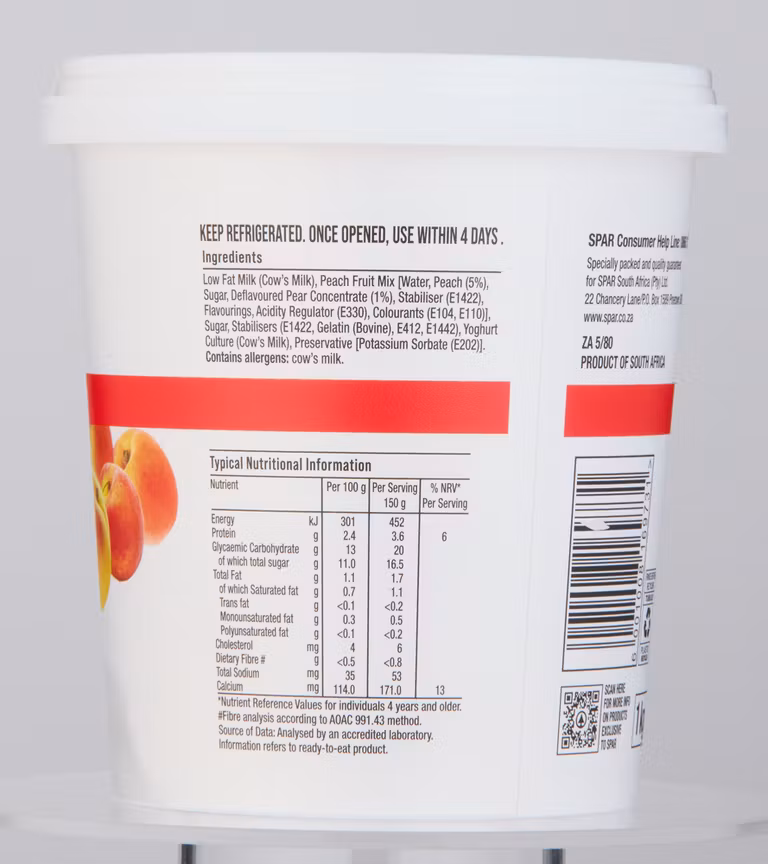 KEEP REFRIGERATED. ONCE OPENED, USE WITHIN 4 DAYS .
Ingredients
Low Fat Milk (Cow's Milk), Peach Fruit Mix [Water, Peach (5%),
Sugar, Deflavoured Pear Concentrate (1%), Stabiliser (E1422),
Flavourings, Acidity Regulator (E330), Colourants (E104, E110)],
Sugar, Stabilisers (E1422, Gelatin (Bovine), E412, E1442), Yoghurt
Culture (Cow's Milk), Preservative [Potassium Sorbate (E202)].
Contains allergens: cow's milk.
Typical Nutritional Information
Nutrient Per 100 g Per Serving 150 g % NRV* Per Serving
Energy kJ 301 452
Protein g 2.4 3.6 6
Glycaemic Carbohydrate g 13 20
of which total sugar g 11.0 16.5
Total Fat g 1.1 1.7
of which Saturated fat g 0.7 1.1
Trans fat g <0.1 <0.2
Monounsaturated fat g 0.3 0.5
Polyunsaturated fat g <0.1 <0.2
Cholesterol mg 4 6
Dietary Fibre # g <0.5 <0.8
Total Sodium mg 35 53
Calcium mg 114.0 171.0 13
*Nutrient Reference Values for individuals 4 years and older.
#Fibre analysis according to AOAC 991.43 method.
Source of Data: Analysed by an accredited laboratory.
Information refers to ready-to-eat product.
SPAR Consumer Help Line
Specially packed and quality guarantee
for SPAR South Africa (Pty) Ltd.
22 Chancery Lane/P.O. Box
www.spar.co.za
ZA 5/80
PRODUCT OF SOUTH AFRICA
SCAN HERE
FOR MORE INFO
ON PRODUCTS
EXCLUSIVE
TO SPAR